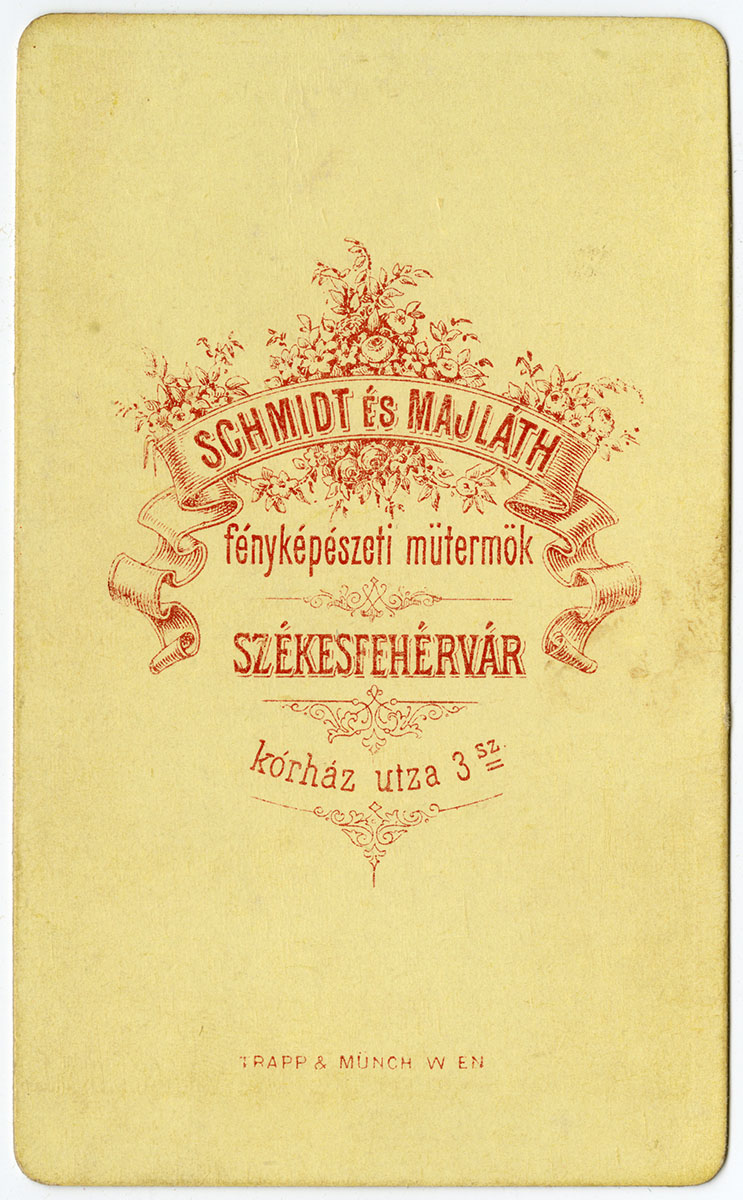 SCHMIDT ÉS MAJLÁTH
fényképészeti mütermök
SZÉKESFEHÉRVÁR
kórház utza 3 sz.
TRAPP & MÜNCH W EN